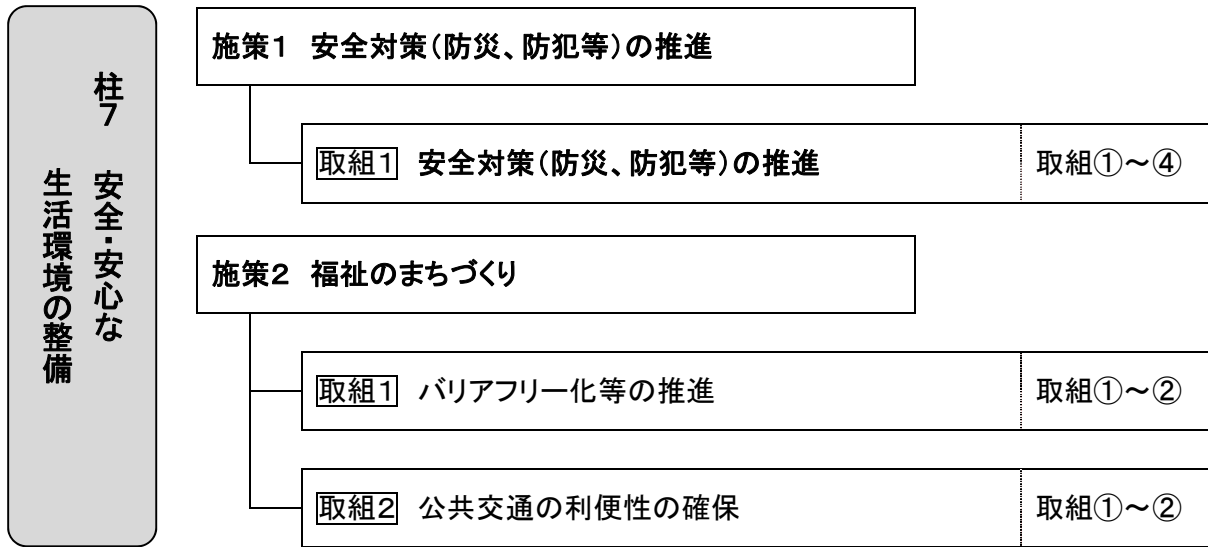 柱７　安全・安心な
生活環境の整備
施策１　安全対策（防災、防犯等）の推進
取組１　安全対策（防災、防犯等）の推進　取組①～④
施策２　福祉のまちづくり
取組１　バリアフリー化等の推進　取組①～②
取組２　公共交通の利便性の確保　取組①～②